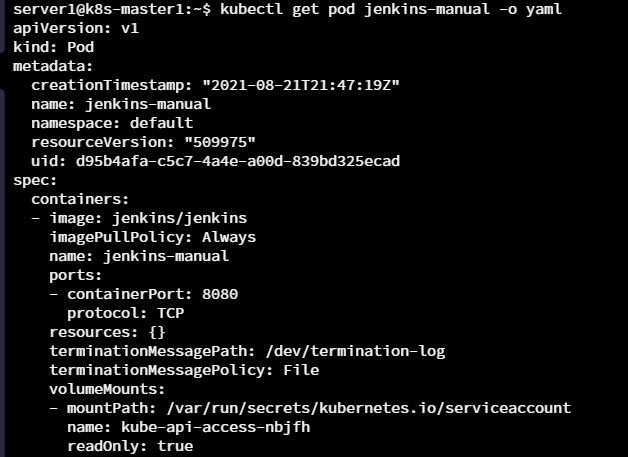 server1@k8s-master1:~$ kubectl get pod jenkins-manual -o yaml
apiVersion: v1
kind: Pod
metadata:
  creationTimestamp: "2021-08-21T21:47:19Z"
  name: jenkins-manual
  namespace: default
  resourceVersion: "509975"
  uid: d95b4afa-c5c7-4a4e-a00d-839bd325ecad
spec:
  containers:
  - image: jenkins/jenkins
    imagePullPolicy: Always
    name: jenkins-manual
    ports:
    - containerPort: 8080
      protocol: TCP
    resources: {}
    terminationMessagePath: /dev/termination-log
    terminationMessagePolicy: File
    volumeMounts:
    - mountPath: /var/run/secrets/kubernetes.io/serviceaccount
      name: kube-api-access-nbjfh
      readOnly: true